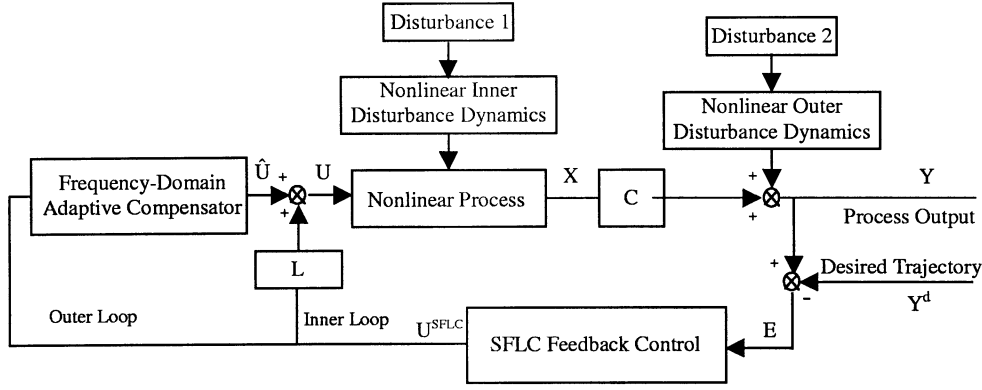 Disturbance 1
Disturbance 2
Nonlinear Inner
Disturbance Dynamics
Nonlinear Outer
Disturbance Dynamics
Frequency-Domain
Adaptive Compensator
Û
+
+
U
Nonlinear Process
X
C
+
+
Y
Process Output
L
+
-
Desired Trajectory
Y^d
Outer Loop
Inner Loop
U^SFLC
SFLC Feedback Control
E